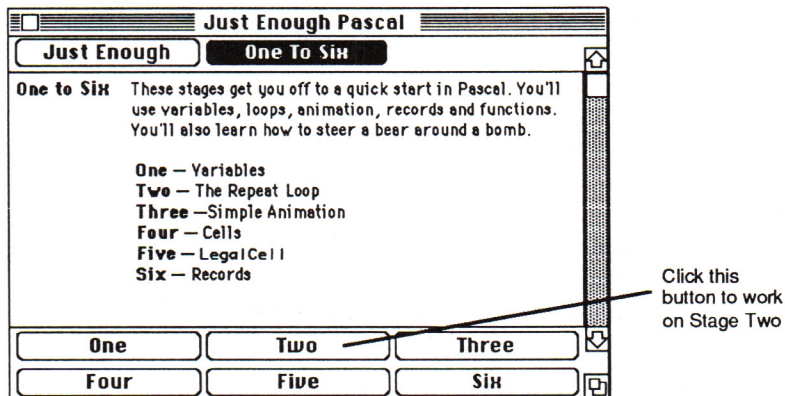 Just Enough Pascal
Just Enough One To Six
One to Six These stages get you off to a quick start in Pascal. You'll
use variables, loops, animation, records and functions.
You'll also learn how to steer a bear around a bomb.
One — Variables
Two — The Repeat Loop
Three —Simple Animation
Four — Cells
Five — LegalCell
Six — Records
Click this
button to work
on Stage Two
One Two Three
Four Five Six